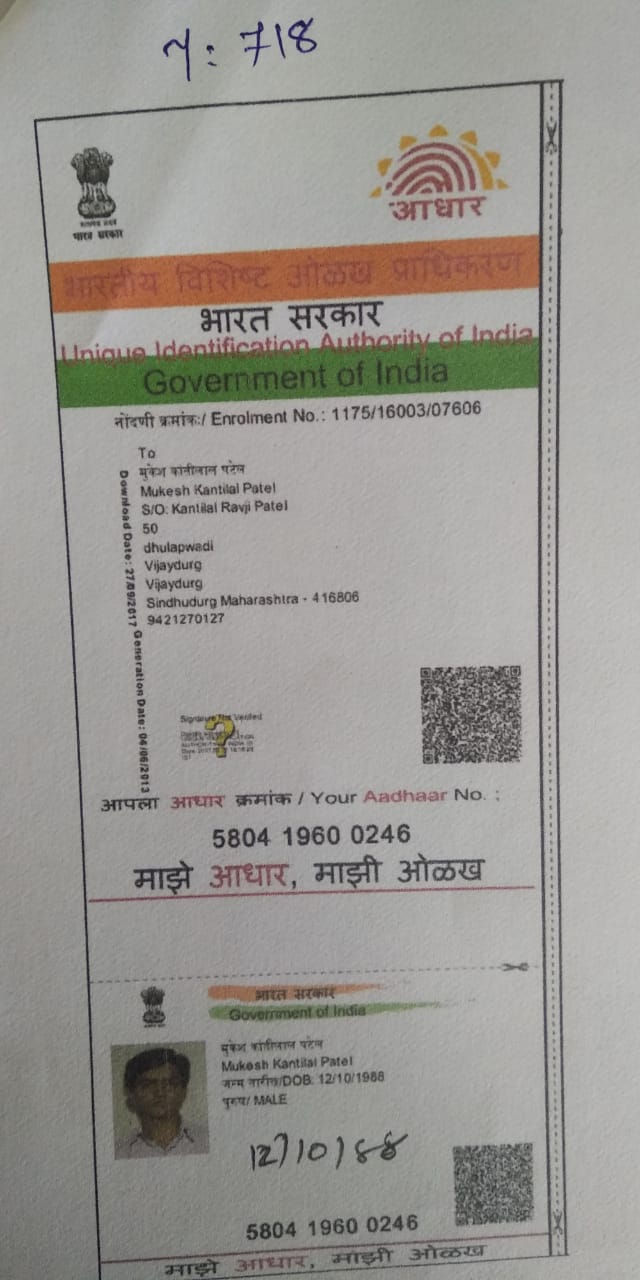 न : 718
भारत सरकार
आधार
भारतीय विशिष्ट ओळख प्राधिकरण
भारत सरकार
Unique Identification Authority of India
Government of India
नोंदणी क्रमांक:/ Enrolment No.: 1175/16003/07606
To
मुकेश कांतीलाल पटेल
Mukesh Kantilal Patel
S/O: Kantilal Ravji Patel
50
dhulapwadi
Vijaydurg
Vijaydurg
Sindhudurg Maharashtra - 416806
9421270127
Download Date: 27/09/2017 Generation Date: 04/06/2013
Signature Not Verified
आपला आधार क्रमांक / Your Aadhaar No. :
5804 1960 0246
माझे आधार, माझी ओळख
भारत सरकार
Government of India
मुकेश कांतीलाल पटेल
Mukesh Kantilal Patel
जन्म तारीख/DOB: 12/10/1988
पुरुष/ MALE
12/10/88
5804 1960 0246
माझे आधार, माझी ओळख